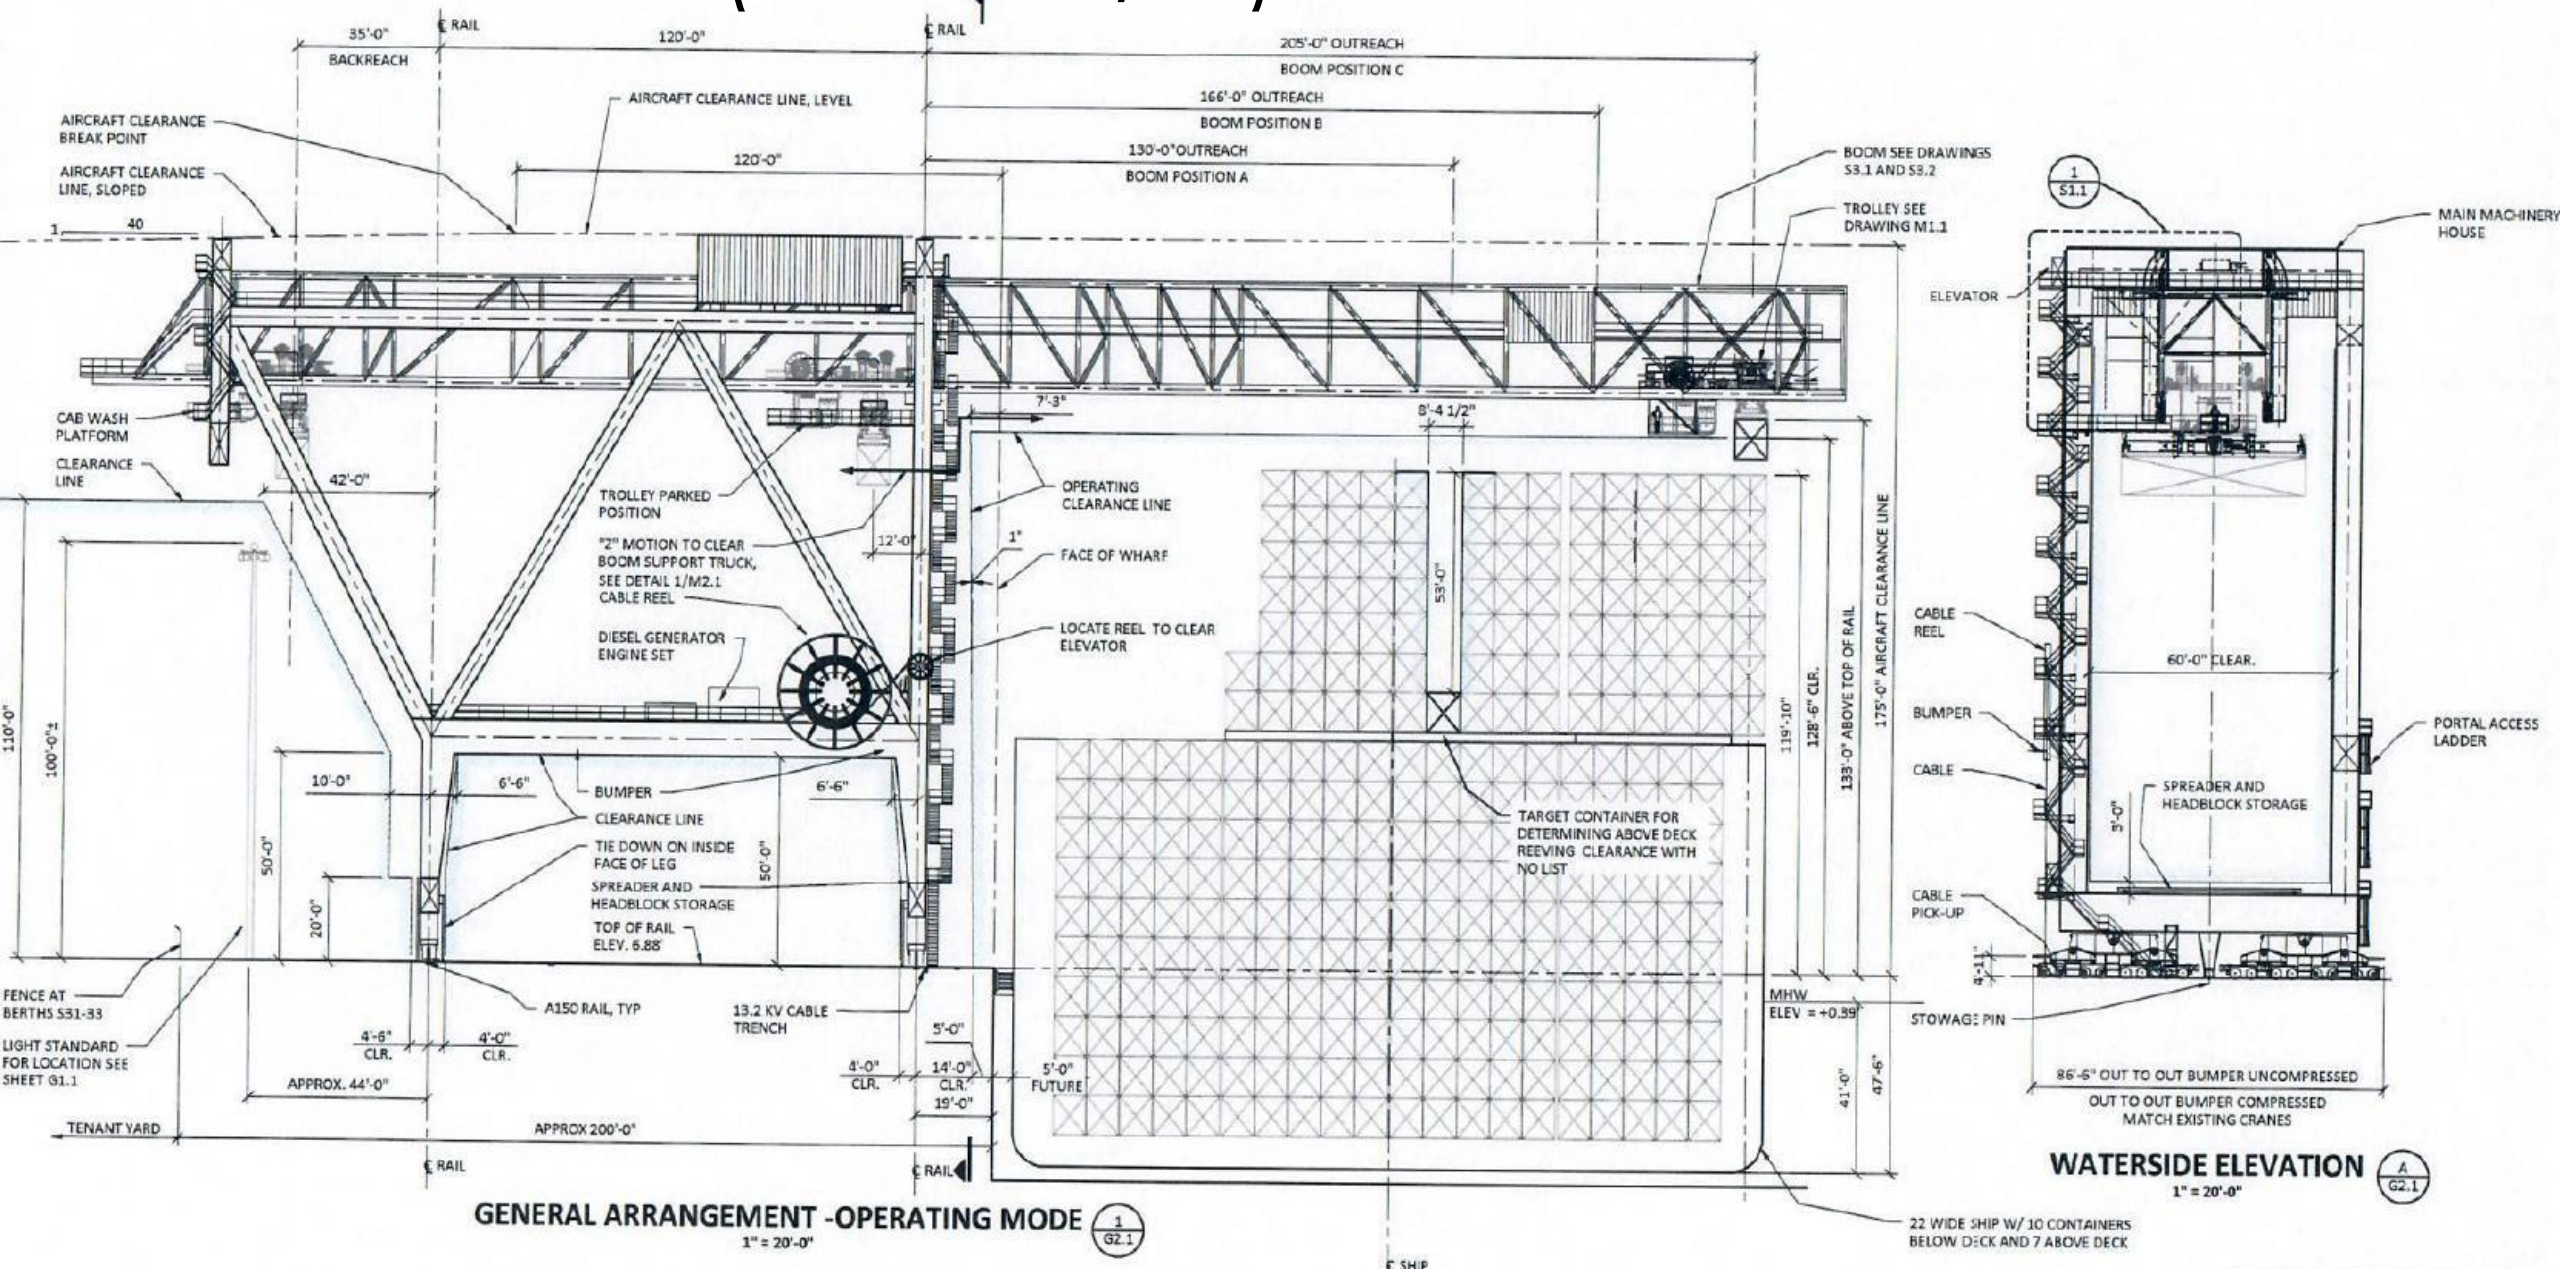 35'-0"
BACKREACH
℄ RAIL
120'-0"
℄ RAIL
205'-0" OUTREACH
BOOM POSITION C
166'-0" OUTREACH
BOOM POSITION B
130'-0"OUTREACH
BOOM POSITION A
120'-0"
AIRCRAFT CLEARANCE LINE, LEVEL
AIRCRAFT CLEARANCE
BREAK POINT
AIRCRAFT CLEARANCE
LINE, SLOPED
1
40
BOOM SEE DRAWINGS
S3.1 AND S3.2
TROLLEY SEE
DRAWING M1.1
CAB WASH
PLATFORM
CLEARANCE
LINE
42'-0"
TROLLEY PARKED
POSITION
"2" MOTION TO CLEAR
BOOM SUPPORT TRUCK,
SEE DETAIL 1/M2.1
CABLE REEL
DIESEL GENERATOR
ENGINE SET
12'-0"
7'-3"
8'-4 1/2"
OPERATING
CLEARANCE LINE
1"
FACE OF WHARF
LOCATE REEL TO CLEAR
ELEVATOR
53'-0"
110'-0"
100'-0"±
50'-0"
20'-0"
10'-0"
6'-6"
BUMPER
6'-6"
CLEARANCE LINE
TIE DOWN ON INSIDE
FACE OF LEG
50'-0"
SPREADER AND
HEADBLOCK STORAGE
TOP OF RAIL
ELEV. 6.88'
TARGET CONTAINER FOR
DETERMINING ABOVE DECK
REEVING CLEARANCE WITH
NO LIST
119'-10"
128'-6" CLR.
133'-0" ABOVE TOP OF RAIL
175'-0" AIRCRAFT CLEARANCE LINE
FENCE AT
BERTHS S31-33
LIGHT STANDARD
FOR LOCATION SEE
SHEET G1.1
A150 RAIL, TYP
13.2 KV CABLE
TRENCH
4'-6"
CLR.
4'-0"
CLR.
APPROX. 44'-0"
4'-0"
CLR.
5'-0"
14'-0"
CLR.
19'-0"
5'-0"
FUTURE
MHW
ELEV = +0.39'
41'-0"
47'-6"
TENANT YARD
APPROX 200'-0"
℄ RAIL
℄ RAIL
℄ SHIP
GENERAL ARRANGEMENT -OPERATING MODE
1" = 20'-0"
1
G2.1
22 WIDE SHIP W/ 10 CONTAINERS
BELOW DECK AND 7 ABOVE DECK
1
S1.1
MAIN MACHINERY
HOUSE
ELEVATOR
CABLE
REEL
60'-0" CLEAR.
BUMPER
PORTAL ACCESS
LADDER
CABLE
SPREADER AND
HEADBLOCK STORAGE
CABLE
PICK-UP
4'-11"
STOWAGE PIN
86'-6" OUT TO OUT BUMPER UNCOMPRESSED
OUT TO OUT BUMPER COMPRESSED
MATCH EXISTING CRANES
WATERSIDE ELEVATION
1" = 20'-0"
A
G2.1